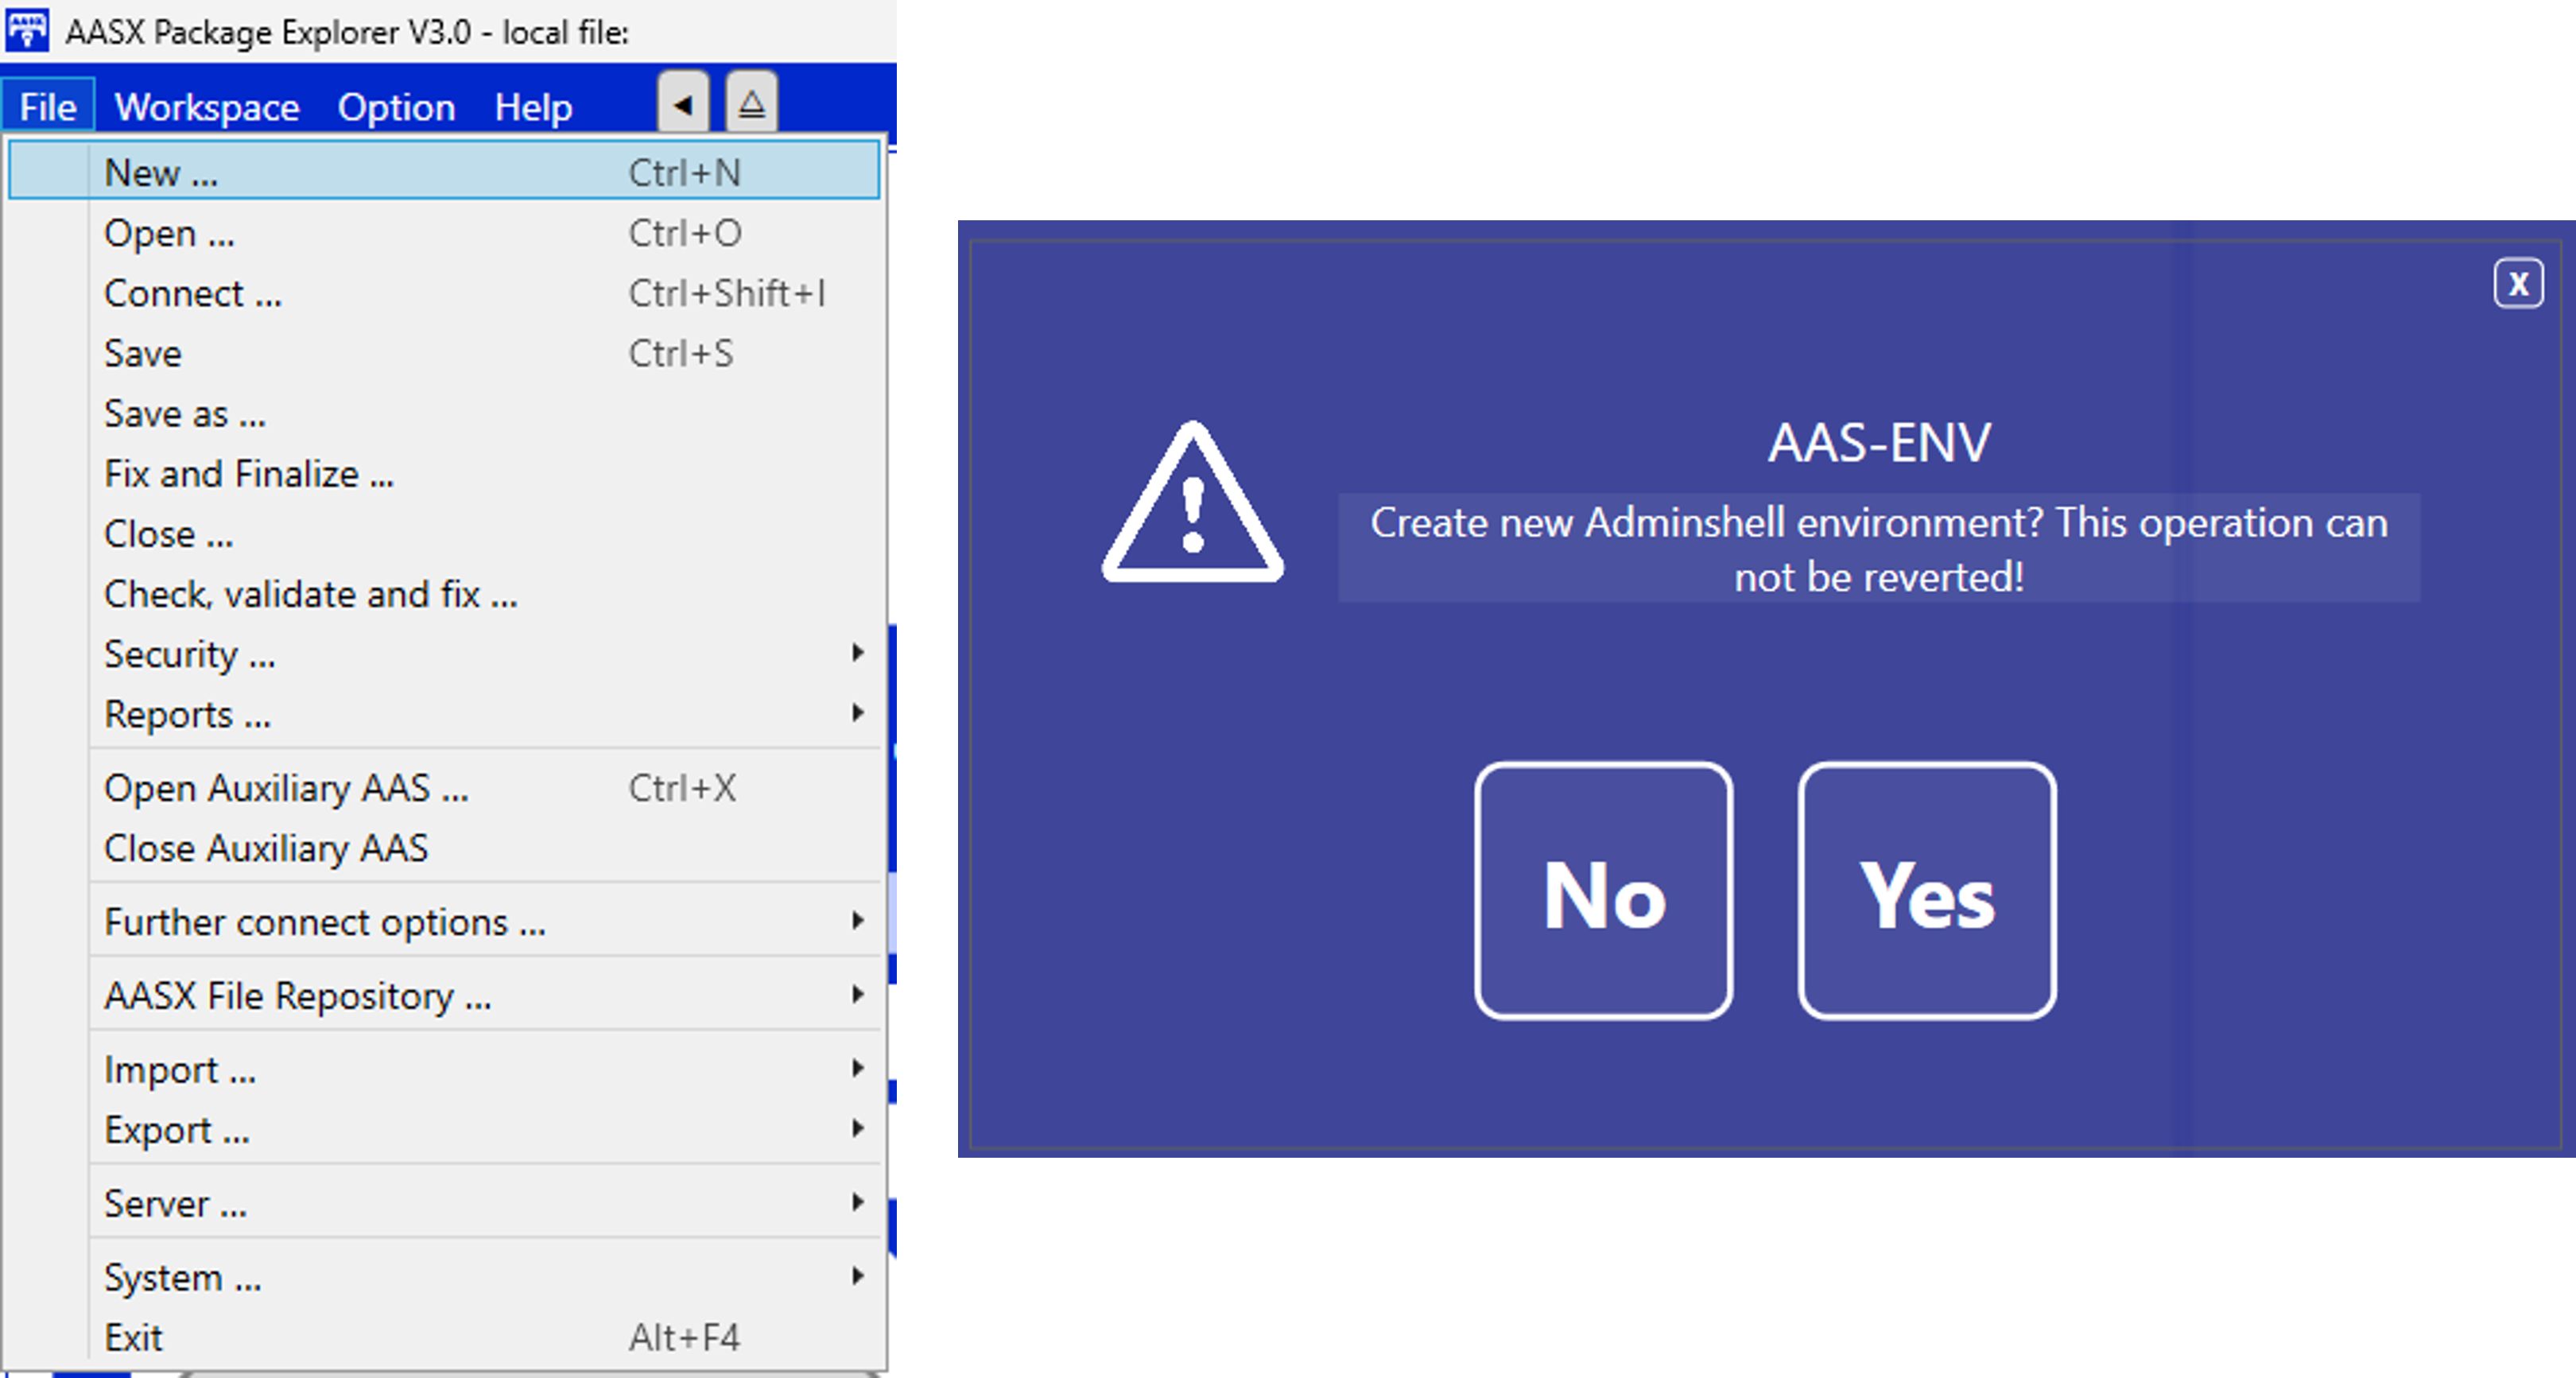 AASX Package Explorer V3.0 - local file:
File Workspace Option Help
New ... Ctrl+N
Open ... Ctrl+O
Connect ... Ctrl+Shift+I
Save Ctrl+S
Save as ...
Fix and Finalize ...
Close ...
Check, validate and fix ...
Security ...
Reports ...
Open Auxiliary AAS ... Ctrl+X
Close Auxiliary AAS
Further connect options ...
AASX File Repository ...
Import ...
Export ...
Server ...
System ...
Exit Alt+F4
X
AAS-ENV
Create new Adminshell environment? This operation can
not be reverted!
No Yes